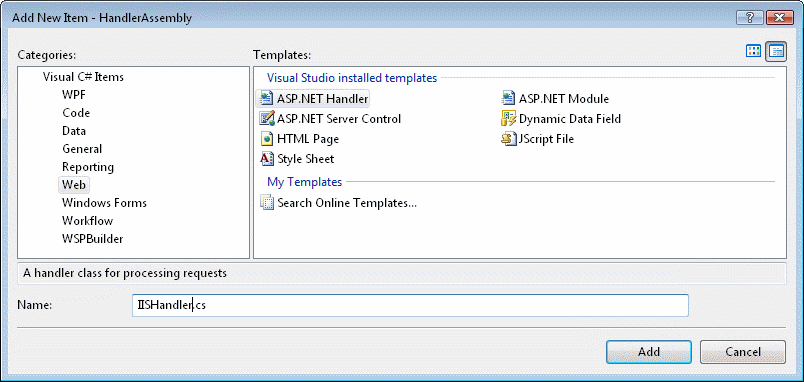 Add New Item - HandlerAssembly
Categories:
Templates:
Visual C# Items
WPF
Code
Data
General
Reporting
Web
Windows Forms
Workflow
WSPBuilder
Visual Studio installed templates
ASP.NET Handler
ASP.NET Module
ASP.NET Server Control
Dynamic Data Field
HTML Page
JScript File
Style Sheet
My Templates
Search Online Templates...
A handler class for processing requests
Name:
IISHandler.cs
Add
Cancel